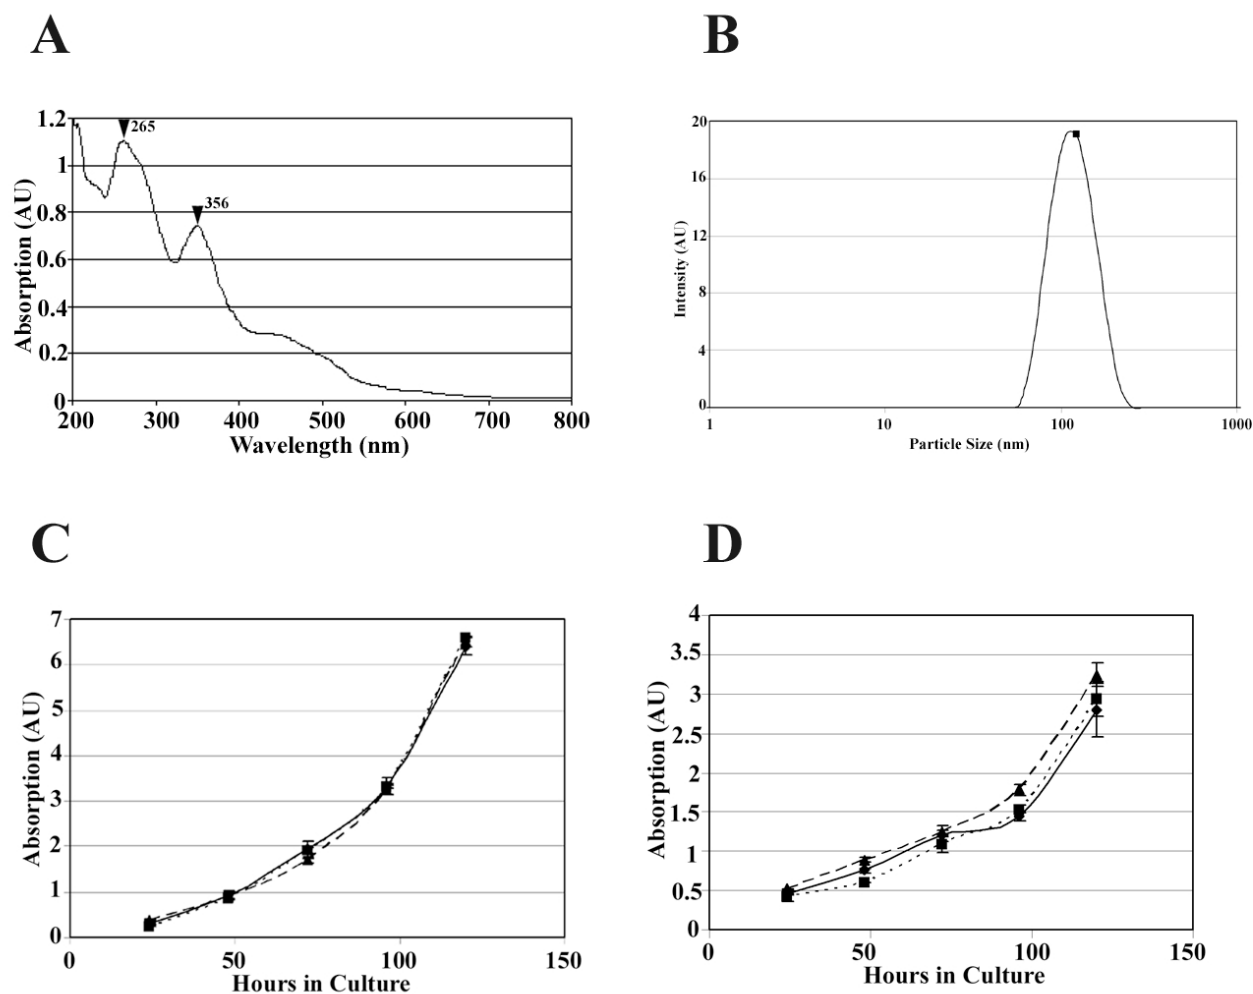 A
B
1.2
1
0.8
0.6
0.4
0.2
0
265
356
200 300 400 500 600 700 800
Wavelength (nm)
Absorption (AU)
20
16
12
8
4
0
1 10 100 1000
Particle Size (nm)
Intensity (AU)
C
D
7
6
5
4
3
2
1
0
0 50 100 150
Hours in Culture
Absorption (AU)
4
3.5
3
2.5
2
1.5
1
0.5
0
0 50 100 150
Hours in Culture
Absorption (AU)